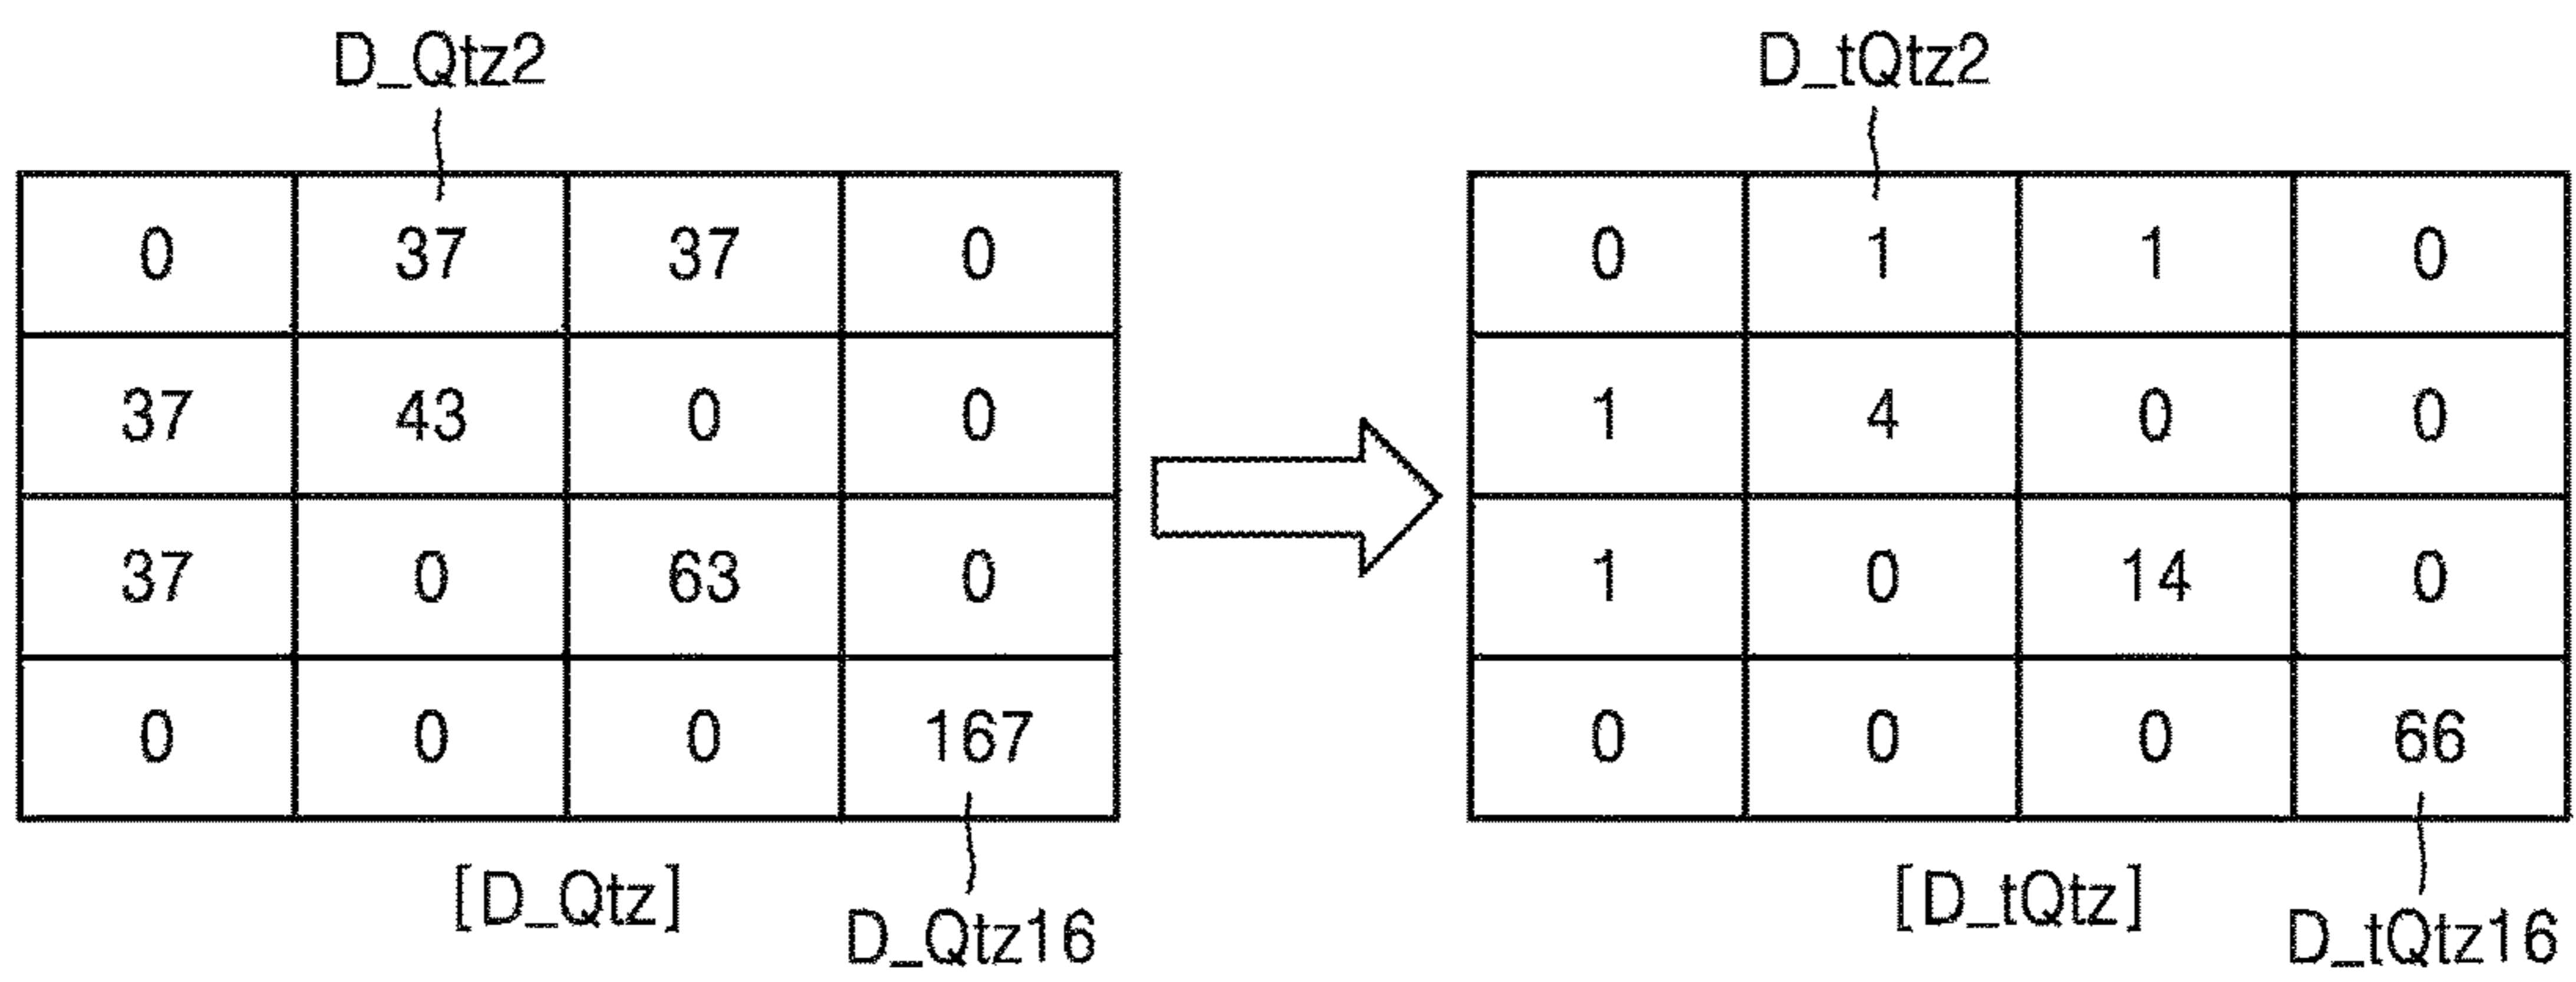 D_Qtz2 D_tQtz2
0 37 37 0 0 1 1 0
37 43 0 0 1 4 0 0
37 0 63 0 1 0 14 0
0 0 0 167 0 0 0 66
[D_Qtz] [D_tQtz]
D_Qtz16 D_tQtz16